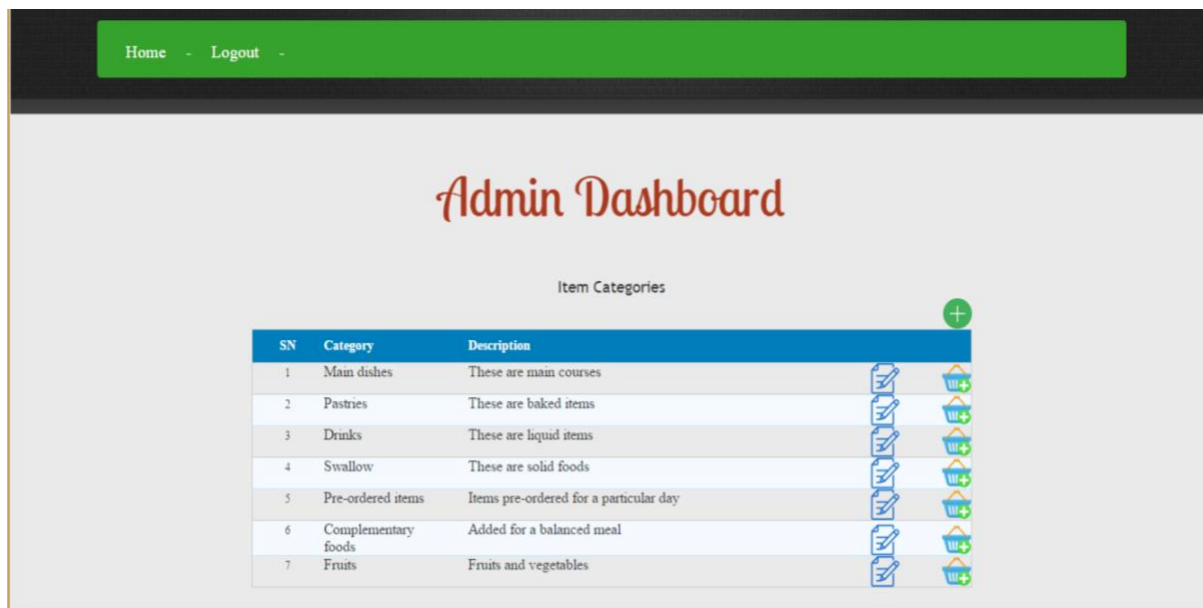 Home - Logout -
Admin Dashboard
Item Categories
SN Category Description
1 Main dishes These are main courses
2 Pastries These are baked items
3 Drinks These are liquid items
4 Swallow These are solid foods
5 Pre-ordered items Items pre-ordered for a particular day
6 Complementary Added for a balanced meal
foods
7 Fruits Fruits and vegetables